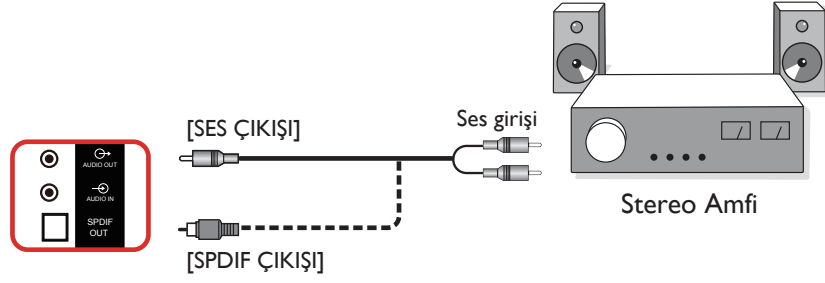 [SES ÇIKIŞI]
Ses girişi
AUDIO OUT
AUDIO IN
SPDIF
OUT
Stereo Amfi
[SPDIF ÇIKIŞI]